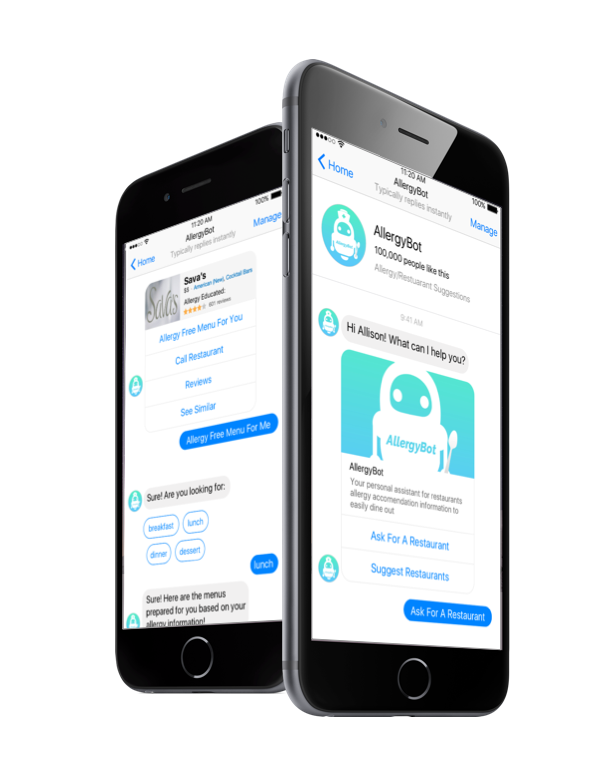 11:20 AM
100%
Home
AllergyBot
Typically replies instantly
Manage
Savas
Sava's
$$ · American (New), Cocktail Bars
Allergy Educated:
601 reviews
Allergy Free Menu For You
Call Restaurant
Reviews
See Similar
Allergy Free Menu For Me
Sure! Are you looking for:
breakfast
lunch
dinner
dessert
lunch
Sure! Here are the menus
prepared for you based on your
allergy information!
11:20 AM
100%
Home
AllergyBot
Typically replies instantly
Manage
AllergyBot
AllergyBot
100,000 people like this
Allergy/Restuarant Suggestions
9:41 AM
Hi Allison! What can I help you?
AllergyBot
AllergyBot
Your personal assistant for restaurants
allergy accomendation information to
easily dine out
Ask For A Restaurant
Suggest Restaurants
Ask For A Restaurant